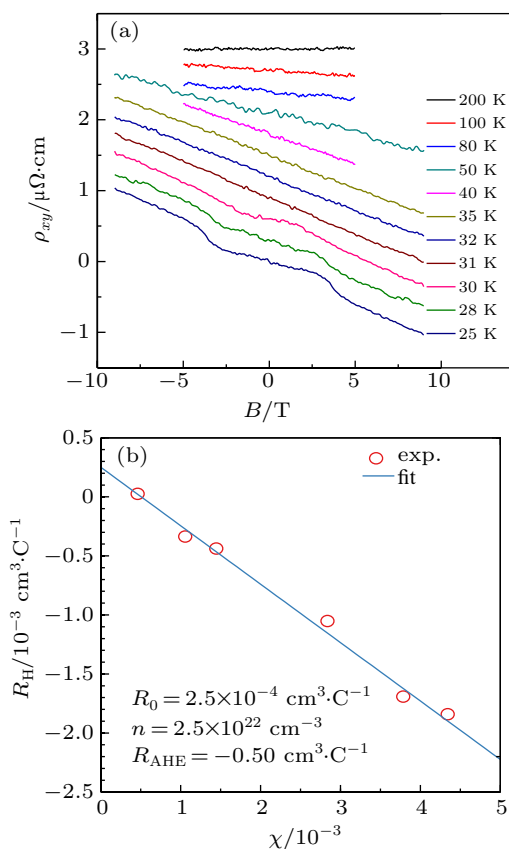 (a)
3
2
1
0
−1
ρxy/μΩ·cm
200 K
100 K
80 K
50 K
40 K
35 K
32 K
31 K
30 K
28 K
25 K
−10
−5
0
5
10
B/T
(b)
exp.
fit
0.5
0
−0.5
−1.0
−1.5
−2.0
−2.5
RH/10⁻³ cm³·C⁻¹
R0 = 2.5×10⁻⁴ cm³·C⁻¹
n = 2.5×10²² cm⁻³
RAHE = −0.50 cm³·C⁻¹
0
1
2
3
4
5
χ/10⁻³